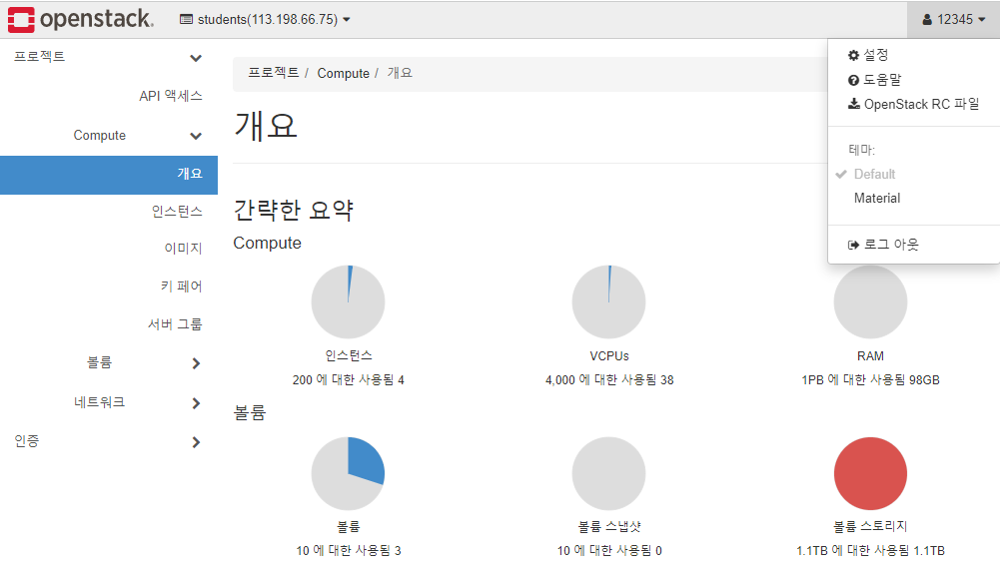 openstack.
students(113.198.66.75)
12345
설정
도움말
OpenStack RC 파일
테마:
Default
Material
로그 아웃
프로젝트
API 액세스
Compute
개요
인스턴스
이미지
키 페어
서버 그룹
볼륨
네트워크
인증
프로젝트 / Compute / 개요
개요
간략한 요약
Compute
인스턴스
200 에 대한 사용됨 4
VCPUs
4,000 에 대한 사용됨 38
RAM
1PB 에 대한 사용됨 98GB
볼륨
볼륨
10 에 대한 사용됨 3
볼륨 스냅샷
10 에 대한 사용됨 0
볼륨 스토리지
1.1TB 에 대한 사용됨 1.1TB